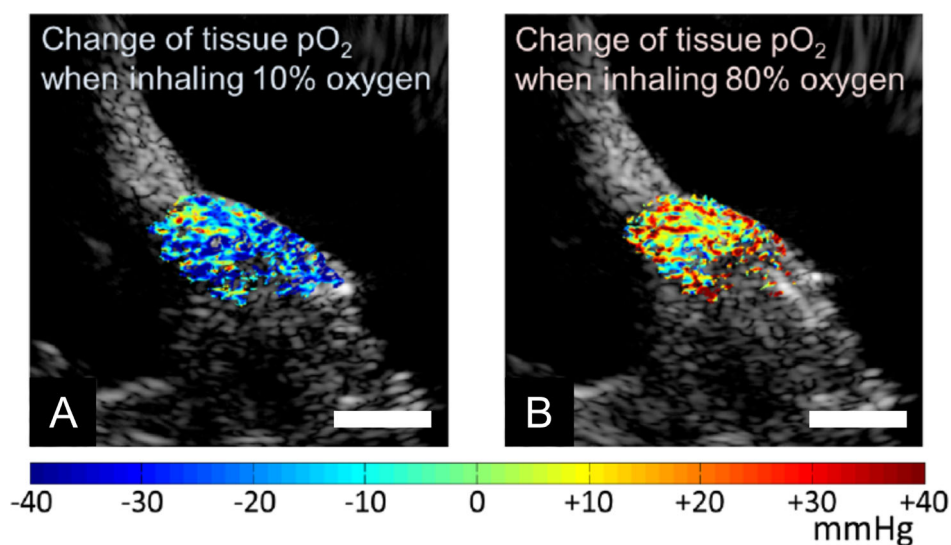 Change of tissue pO₂
when inhaling 10% oxygen
A
Change of tissue pO₂
when inhaling 80% oxygen
B
-40 -30 -20 -10 0 +10 +20 +30 +40
mmHg